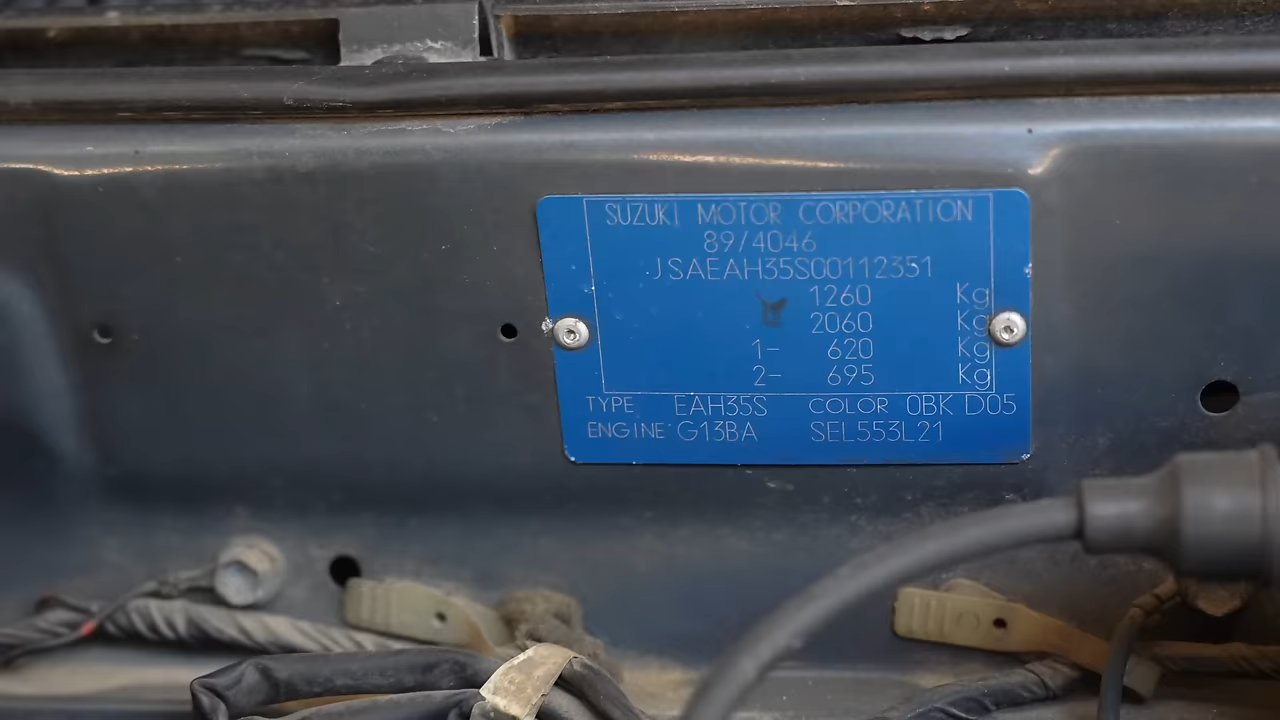 SUZUKI MOTOR CORPORATION
89/4046
JSAEAH35S00112351
1260 Kg
2060 Kg
1- 620 Kg
2- 695 Kg
TYPE EAH35S COLOR 0BK D05
ENGINE G13BA SEL553L21